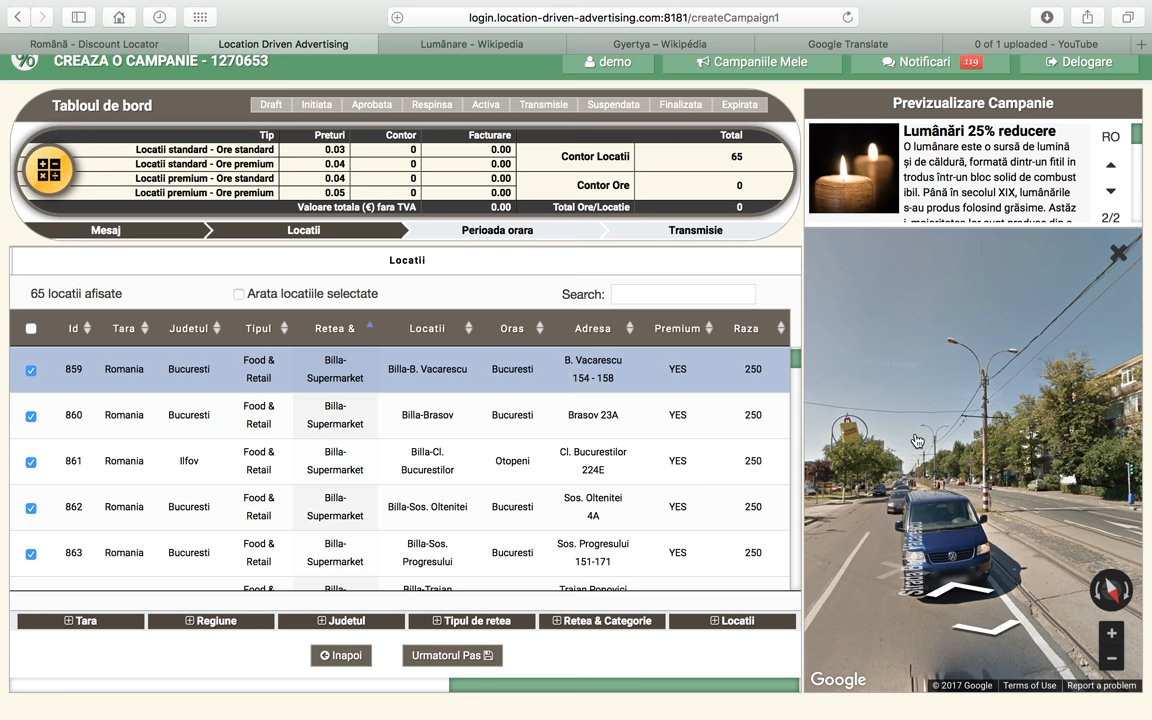 login.location-driven-advertising.com:8181/createCampaign1
Română - Discount Locator
Location Driven Advertising
Lumânare - Wikipedia
Gyertya – Wikipédia
Google Translate
0 of 1 uploaded - YouTube
CREAZA O CAMPANIE - 1270653
demo
Campaniile Mele
Notificari 119
Delogare
Tabloul de bord
Draft Initiata Aprobata Respinsa Activa Transmisie Suspendata Finalizata Expirata
Tip Preturi Contor Facturare Total
Locatii standard - Ore standard 0.03 0 0.00
Locatii standard - Ore premium 0.04 0 0.00
Locatii premium - Ore standard 0.04 0 0.00
Locatii premium - Ore premium 0.05 0 0.00
Contor Locatii 65
Contor Ore 0
Valoare totala (€) fara TVA 0.00 Total Ore/Locatie 0
Mesaj Locatii Perioada orara Transmisie
Locatii
65 locatii afisate
Arata locatiile selectate
Search:
Id Tara Judetul Tipul Retea & Locatii Oras Adresa Premium Raza
859 Romania Bucuresti Food & Retail Billa-Supermarket Billa-B. Vacarescu Bucuresti B. Vacarescu 154 - 158 YES 250
860 Romania Bucuresti Food & Retail Billa-Supermarket Billa-Brasov Bucuresti Brasov 23A YES 250
861 Romania Ilfov Food & Retail Billa-Supermarket Billa-Cl. Bucurestilor Otopeni Cl. Bucurestilor 224E YES 250
862 Romania Bucuresti Food & Retail Billa-Supermarket Billa-Sos. Oltenitei Bucuresti Sos. Oltenitei 4A YES 250
863 Romania Bucuresti Food & Retail Billa-Supermarket Billa-Sos. Progresului Bucuresti Sos. Progresului 151-171 YES 250
Food & Billa- Billa-Traian Traian Popovici
Tara
Regiune
Judetul
Tipul de retea
Retea & Categorie
Locatii
Inapoi
Urmatorul Pas
Previzualizare Campanie
Lumânări 25% reducere
O lumânare este o sursă de lumină
și de căldură, formată dintr-un fitil in
trodus într-un bloc solid de combust
ibil. Până în secolul XIX, lumânările
s-au produs folosind grăsime. Astăz
i, majoritatea lor sunt produse din p
RO
2/2
Google
© 2017 Google
Terms of Use
Report a problem